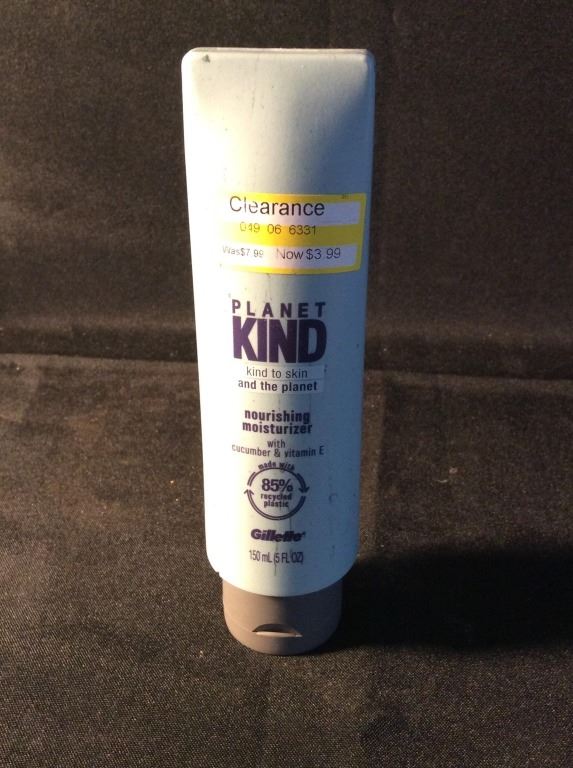 Clearance
049 06 6331
Was$7.99 Now $3.99
PLANET
KIND
kind to skin
and the planet
nourishing
moisturizer
with
cucumber & vitamin E
made with
85%
recycled
plastic
Gillette
150 mL (5 FL OZ)